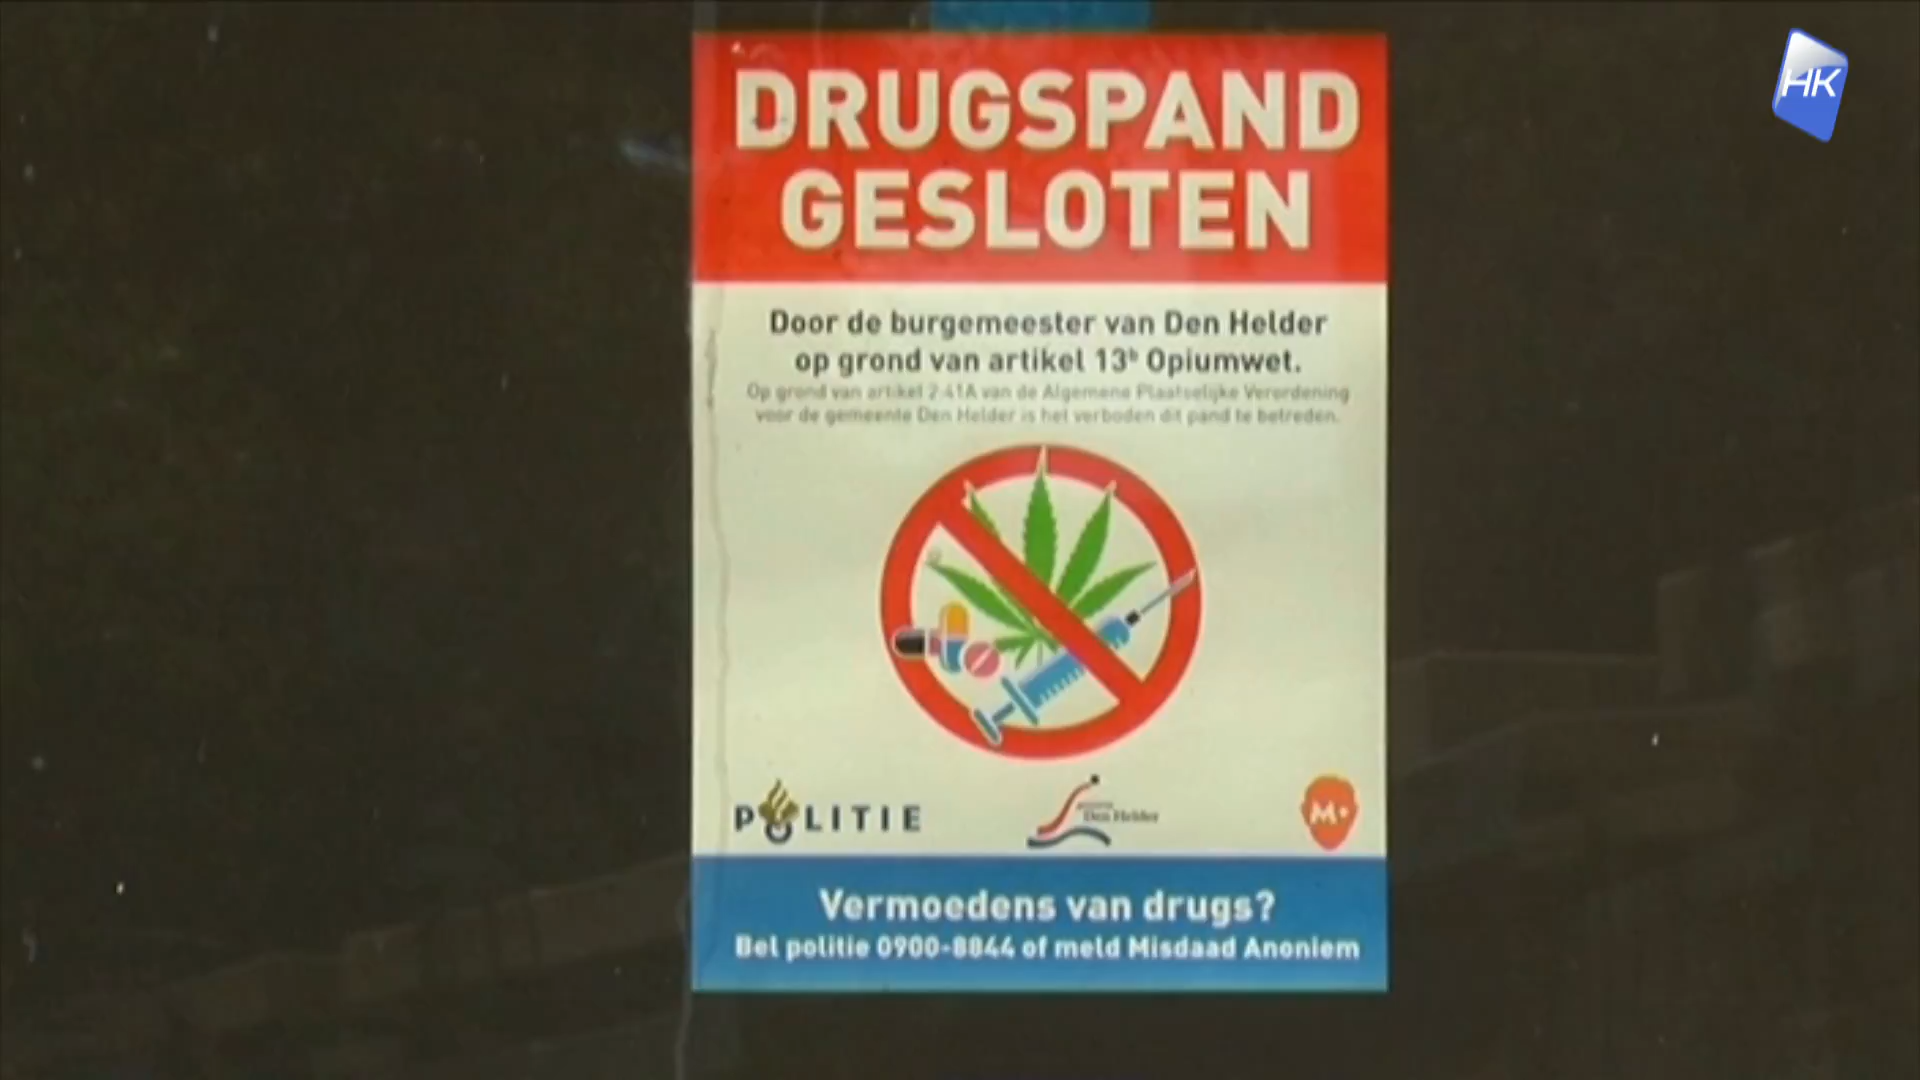 HK
DRUGSPAND
GESLOTEN
Door de burgemeester van Den Helder
op grond van artikel 13b Opiumwet.
Op grond van artikel 2:41A van de Algemene Plaatselijke Verordening
voor de gemeente Den Helder is het verboden dit pand te betreden.
POLITIE
Den Helder
M•
Vermoedens van drugs?
Bel politie 0900-8844 of meld Misdaad Anoniem